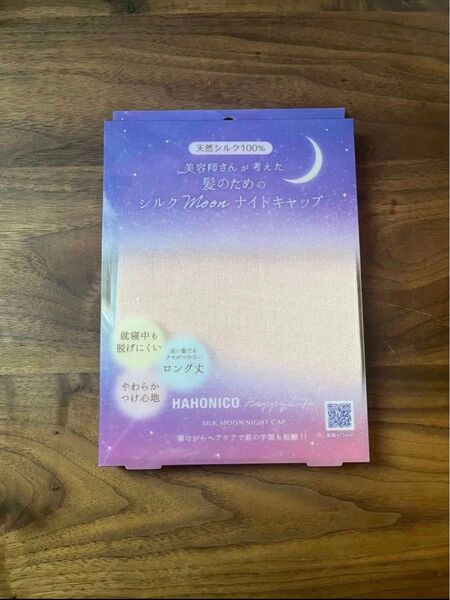 天然シルク100%
美容師さんが考えた
髪のための
シルクMoonナイトキャップ
就寝中も
脱げにくい
長い髪でも
クセがつかない
ロング丈
やわらか
つけ心地
HAHONICO happy life
SILK MOON NIGHT CAP
寝ながらヘアケアで朝の手間も短縮!!